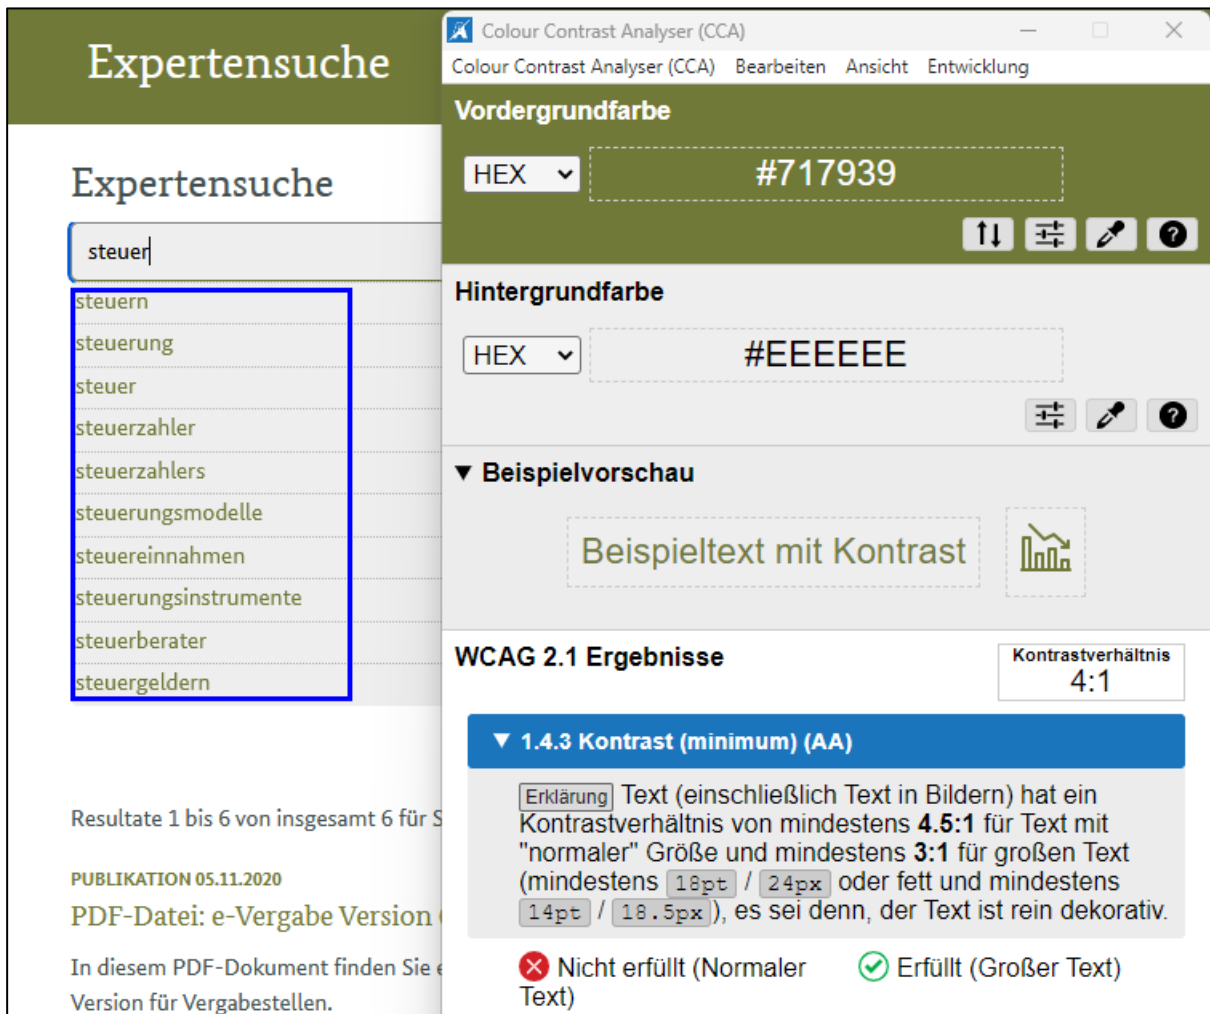 Expertensuche
Expertensuche
steuer
steuern
steuerung
steuer
steuerzahler
steuerzahlers
steuerungsmodelle
steuereinnahmen
steuerungsinstrumente
steuerberater
steuergeldern
Resultate 1 bis 6 von insgesamt 6 für S
PUBLIKATION 05.11.2020
PDF-Datei: e-Vergabe Version
In diesem PDF-Dokument finden Sie
Version für Vergabestellen.
Colour Contrast Analyser (CCA)
Colour Contrast Analyser (CCA) Bearbeiten Ansicht Entwicklung
Vordergrundfarbe
HEX #717939
Hintergrundfarbe
HEX #EEEEEE
▼ Beispielvorschau
Beispieltext mit Kontrast
WCAG 2.1 Ergebnisse
Kontrastverhältnis
4:1
▼ 1.4.3 Kontrast (minimum) (AA)
Erklärung Text (einschließlich Text in Bildern) hat ein
Kontrastverhältnis von mindestens 4.5:1 für Text mit
"normaler" Größe und mindestens 3:1 für großen Text
(mindestens 18pt / 24px oder fett und mindestens
14pt / 18.5px), es sei denn, der Text ist rein dekorativ.
Nicht erfüllt (Normaler
Text)
Erfüllt (Großer Text)